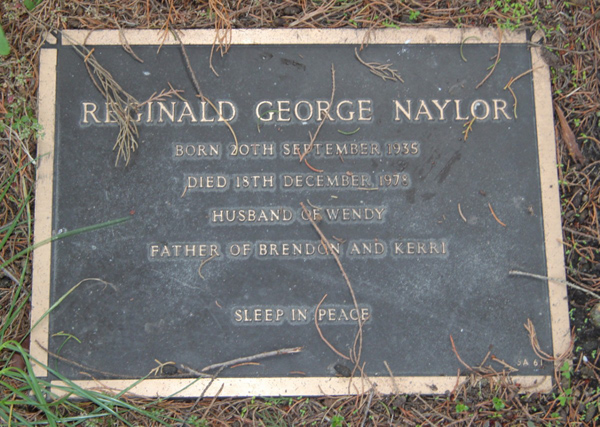 REGINALD GEORGE NAYLOR
BORN 20TH SEPTEMBER 1935
DIED 18TH DECEMBER 1978
HUSBAND OF WENDY
FATHER OF BRENDON AND KERRI
SLEEP IN PEACE